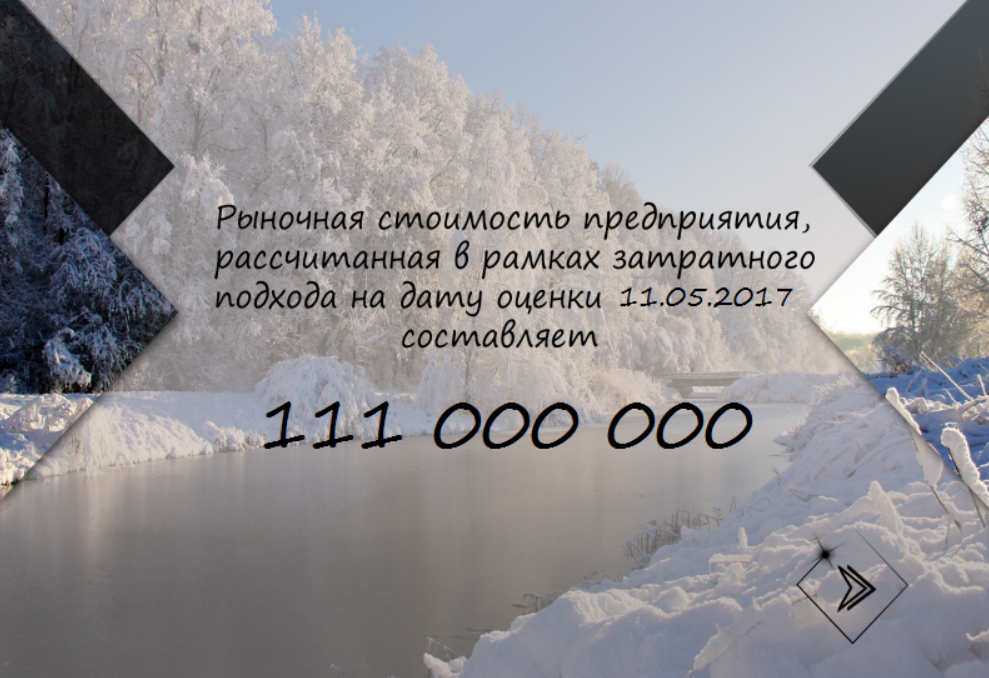 Рыночная стоимость предприятия,
рассчитанная в рамках затратного
подхода на дату оценки 11.05.2017
составляет
111 000 000